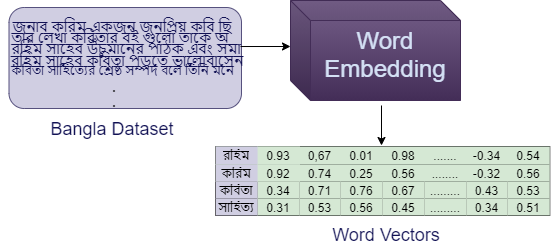 জনাব করিম একজন জনপ্রিয় কবি ছি
তার লেখা কবিতার বই গুলো তাকে অ
রহিম সাহেব উচুমানের পাঠক এবং সমা
রহিম সাহেব কবিতা পড়তে ভালোবাসেন
কবিতা সাহিত্যের শ্রেষ্ঠ সম্পদ বলে তিনি মনে
.
.
Bangla Dataset
Word
Embedding
রহিম 0.93 0,67 0.01 0.98 ....... -0.34 0.54
করিম 0.92 0.74 0.25 0.56 ........ -0.32 0.56
কবিতা 0.34 0.71 0.76 0.67 ......... 0.43 0.53
সাহিত্য 0.31 0.53 0.56 0.45 ......... 0.34 0.51
Word Vectors